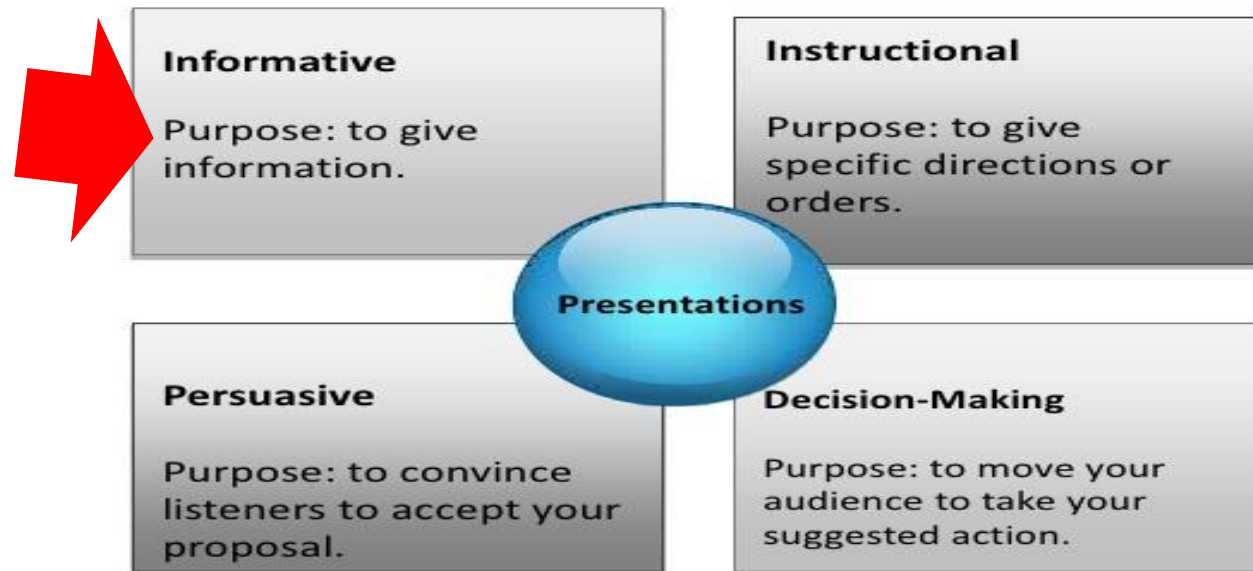 Informative
Purpose: to give
information.
Instructional
Purpose: to give
specific directions or
orders.
Presentations
Persuasive
Purpose: to convince
listeners to accept your
proposal.
Decision-Making
Purpose: to move your
audience to take your
suggested action.